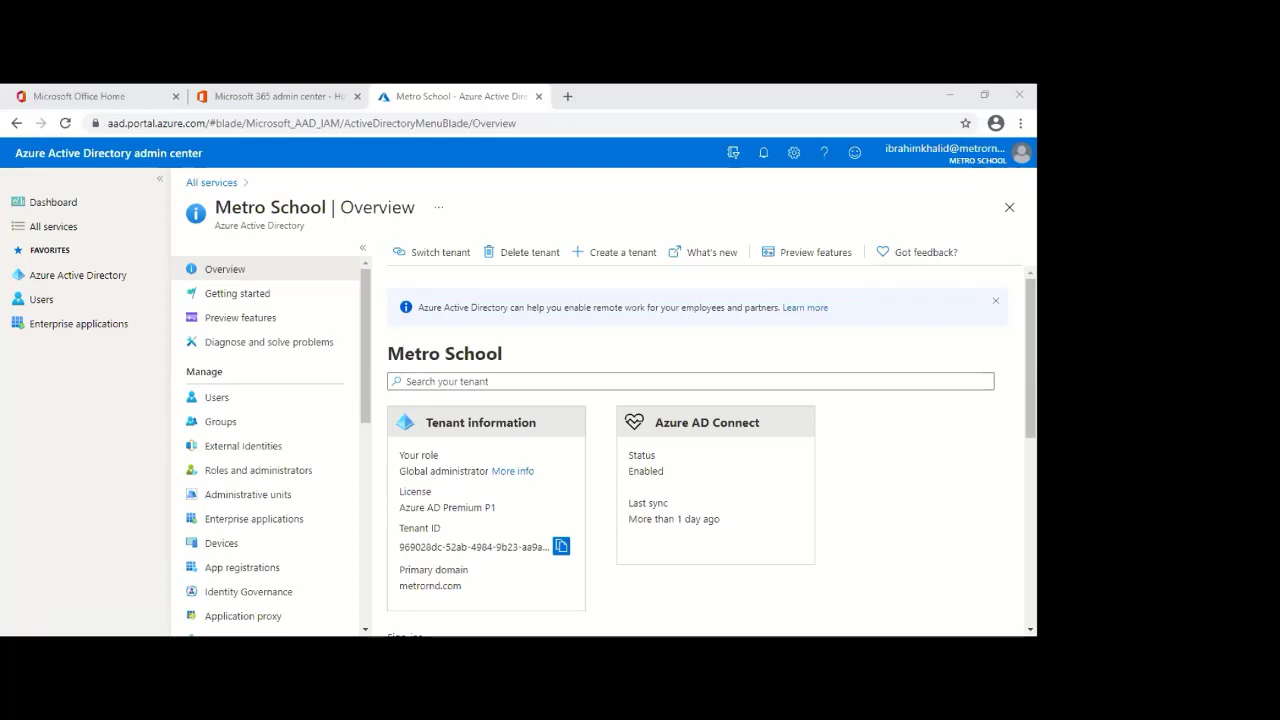 Microsoft Office Home
Microsoft 365 admin center - Ho
Metro School - Azure Active Dire
aad.portal.azure.com/#blade/Microsoft_AAD_IAM/ActiveDirectoryMenuBlade/Overview
Azure Active Directory admin center
ibrahimkhalid@metrorn...
METRO SCHOOL
Dashboard
All services
FAVORITES
Azure Active Directory
Users
Enterprise applications
All services
Metro School | Overview
Azure Active Directory
Overview
Getting started
Preview features
Diagnose and solve problems
Manage
Users
Groups
External Identities
Roles and administrators
Administrative units
Enterprise applications
Devices
App registrations
Identity Governance
Application proxy
Switch tenant
Delete tenant
Create a tenant
What's new
Preview features
Got feedback?
Azure Active Directory can help you enable remote work for your employees and partners. Learn more
Metro School
Search your tenant
Tenant information
Your role
Global administrator More info
License
Azure AD Premium P1
Tenant ID
969028dc-52ab-4984-9b23-aa9a...
Primary domain
metrornd.com
Azure AD Connect
Status
Enabled
Last sync
More than 1 day ago